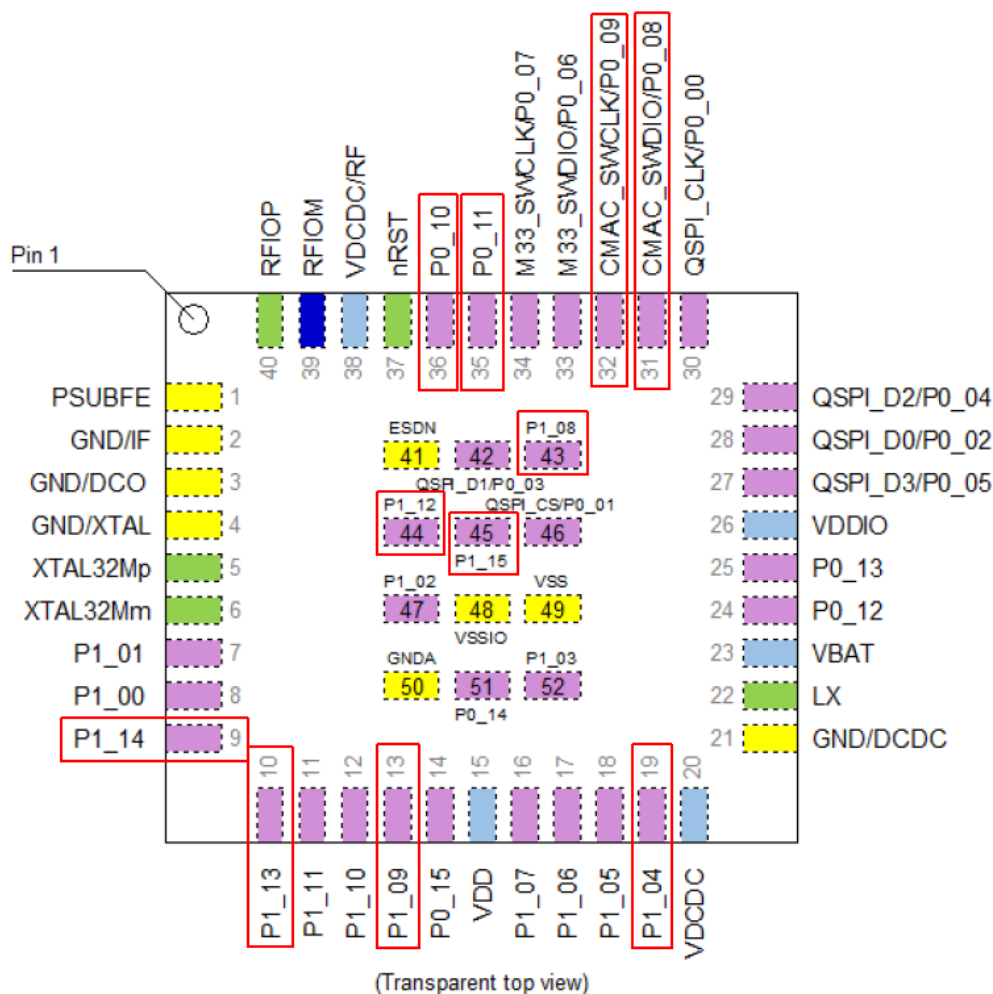 RFIOP
RFIOM
VDCDC/RF
nRST
P0_10
P0_11
M33_SWCLK/P0_07
M33_SWDIO/P0_06
CMAC_SWCLK/P0_09
CMAC_SWDIO/P0_08
QSPI_CLK/P0_00
Pin 1
40
39
38
37
36
35
34
33
32
31
30
PSUBFE 1
GND/IF 2
GND/DCO 3
GND/XTAL 4
XTAL32Mp 5
XTAL32Mm 6
P1_01 7
P1_00 8
P1_14 9
ESDN
P1_08
41
42
43
QSPI_D1/P0_03
P1_12
QSPI_CS/P0_01
44
45
46
P1_15
P1_02
VSS
47
48
49
VSSIO
GNDA
P1_03
50
51
52
P0_14
29 QSPI_D2/P0_04
28 QSPI_D0/P0_02
27 QSPI_D3/P0_05
26 VDDIO
25 P0_13
24 P0_12
23 VBAT
22 LX
21 GND/DCDC
10
11
12
13
14
15
16
17
18
19
20
P1_13
P1_11
P1_10
P1_09
P0_15
VDD
P1_07
P1_06
P1_05
P1_04
VDCDC
(Transparent top view)